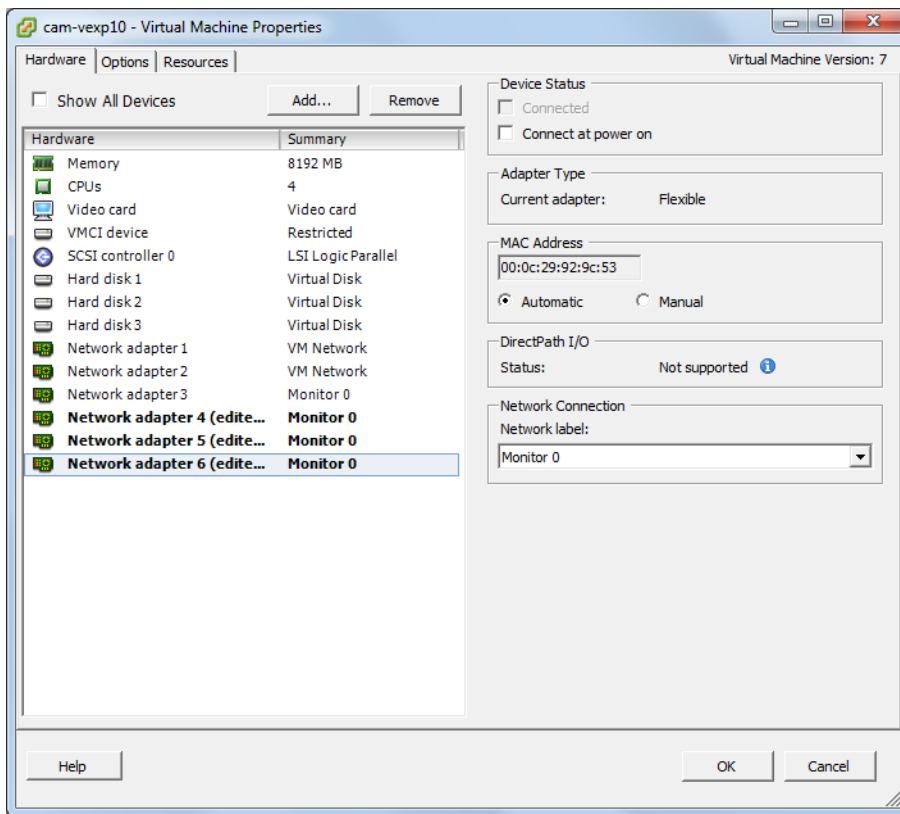 cam-vexp10 - Virtual Machine Properties
Hardware Options Resources
Virtual Machine Version: 7
Show All Devices
Add...
Remove
Hardware Summary
Memory 8192 MB
CPUs 4
Video card Video card
VMCI device Restricted
SCSI controller 0 LSI Logic Parallel
Hard disk 1 Virtual Disk
Hard disk 2 Virtual Disk
Hard disk 3 Virtual Disk
Network adapter 1 VM Network
Network adapter 2 VM Network
Network adapter 3 Monitor 0
Network adapter 4 (edite... Monitor 0
Network adapter 5 (edite... Monitor 0
Network adapter 6 (edite... Monitor 0
Device Status
Connected
Connect at power on
Adapter Type
Current adapter: Flexible
MAC Address
00:0c:29:92:9c:53
Automatic Manual
DirectPath I/O
Status: Not supported
Network Connection
Network label:
Monitor 0
Help
OK
Cancel